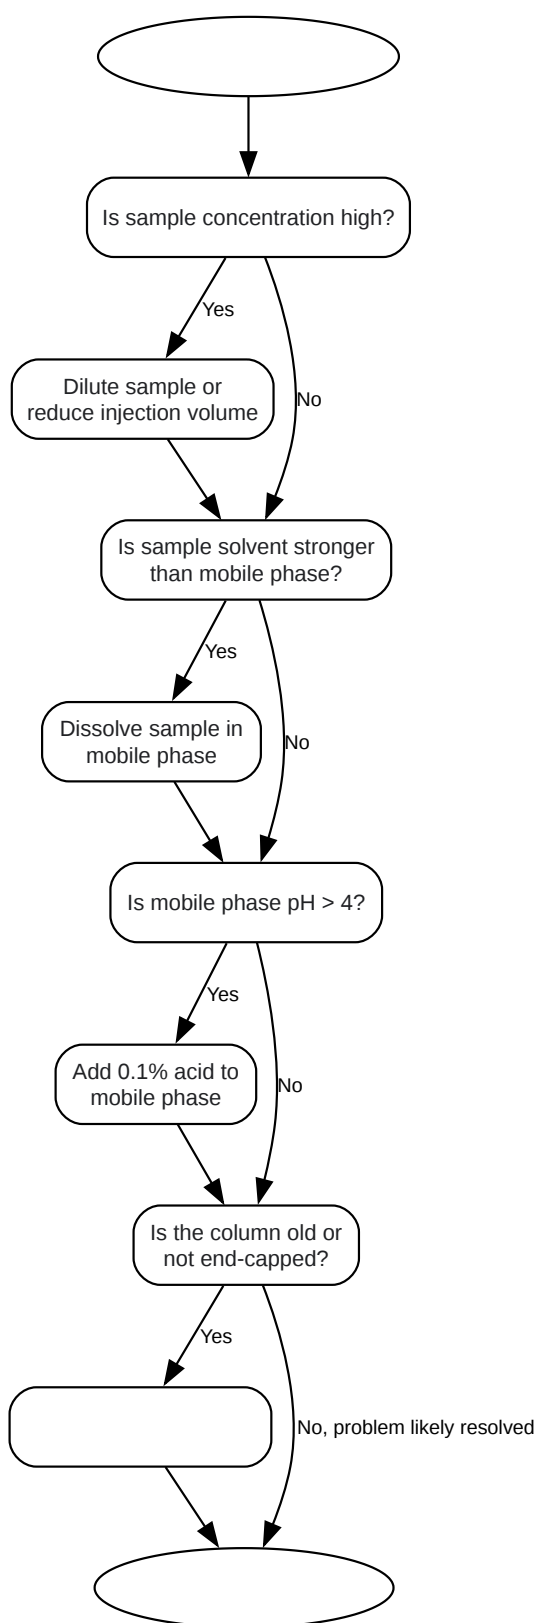 Is sample concentration high?
Yes
Dilute sample or
reduce injection volume
No
Is sample solvent stronger
than mobile phase?
Yes
Dissolve sample in
mobile phase
No
Is mobile phase pH > 4?
Yes
Add 0.1% acid to
mobile phase
No
Is the column old or
not end-capped?
Yes
No, problem likely resolved